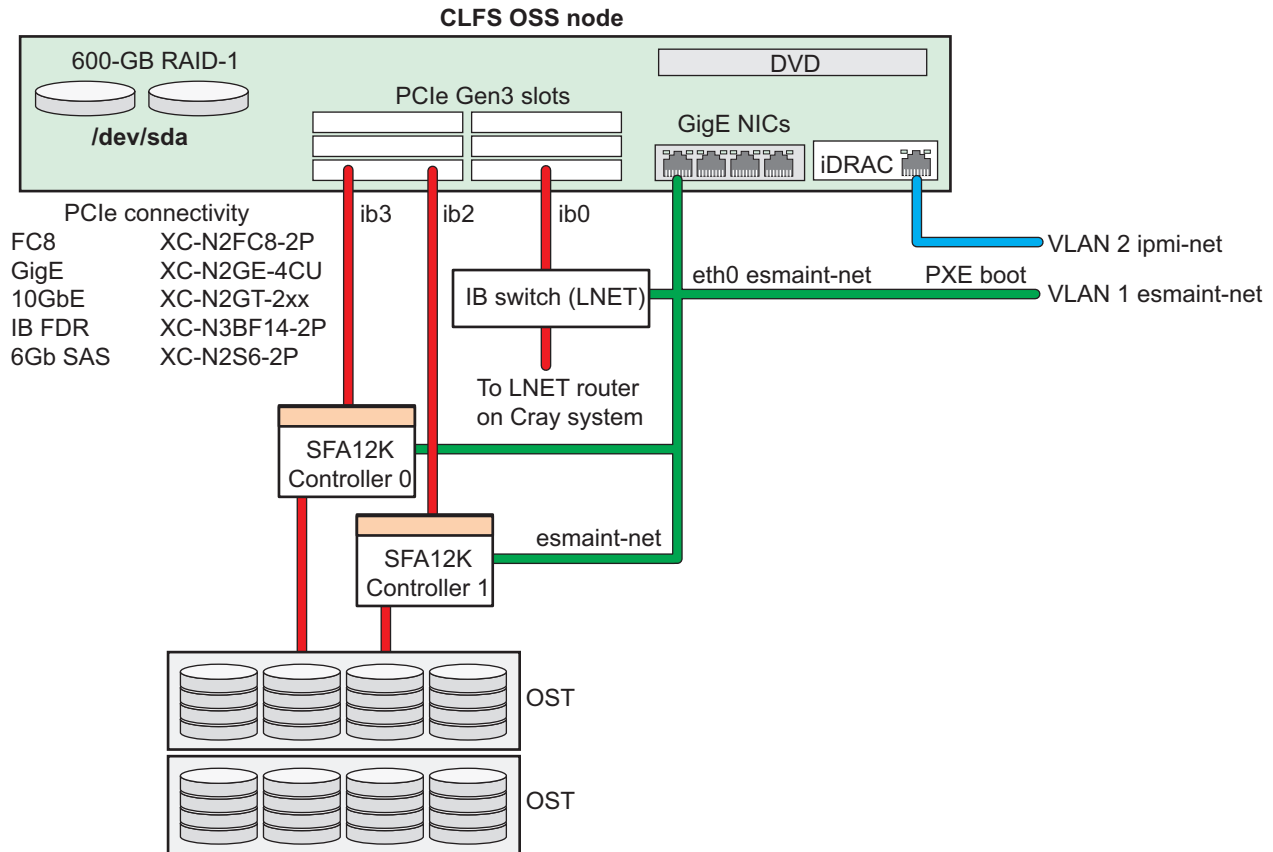 CLFS OSS node
600-GB RAID-1
/dev/sda
PCIe Gen3 slots
DVD
GigE NICs
iDRAC
PCIe connectivity
FC8 XC-N2FC8-2P
GigE XC-N2GE-4CU
10GbE XC-N2GT-2xx
IB FDR XC-N3BF14-2P
6Gb SAS XC-N2S6-2P
ib3
ib2
ib0
VLAN 2 ipmi-net
eth0 esmaint-net
PXE boot
VLAN 1 esmaint-net
IB switch (LNET)
To LNET router
on Cray system
SFA12K
Controller 0
esmaint-net
SFA12K
Controller 1
OST
OST